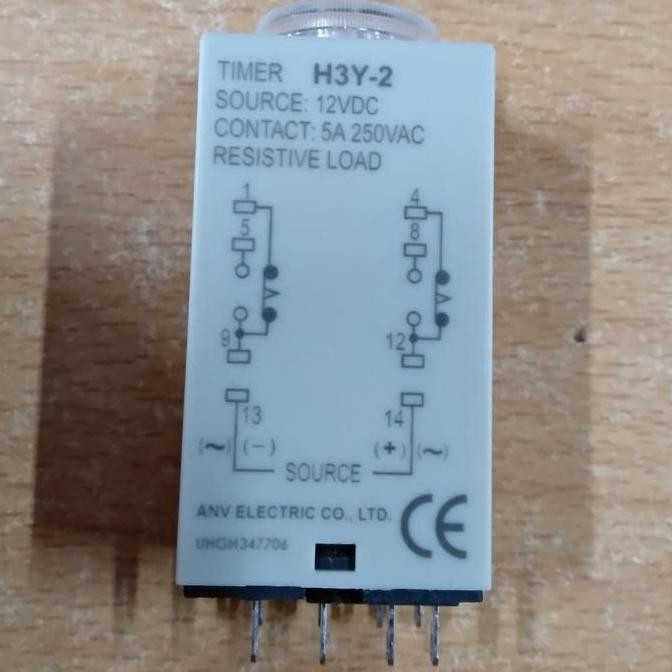 TIMER H3Y-2
SOURCE: 12VDC
CONTACT: 5A 250VAC
RESISTIVE LOAD
1 4
5 8
9 12
13 14
(~) (-) (+) (~)
SOURCE
ANV ELECTRIC CO., LTD. CE
UHGH347706